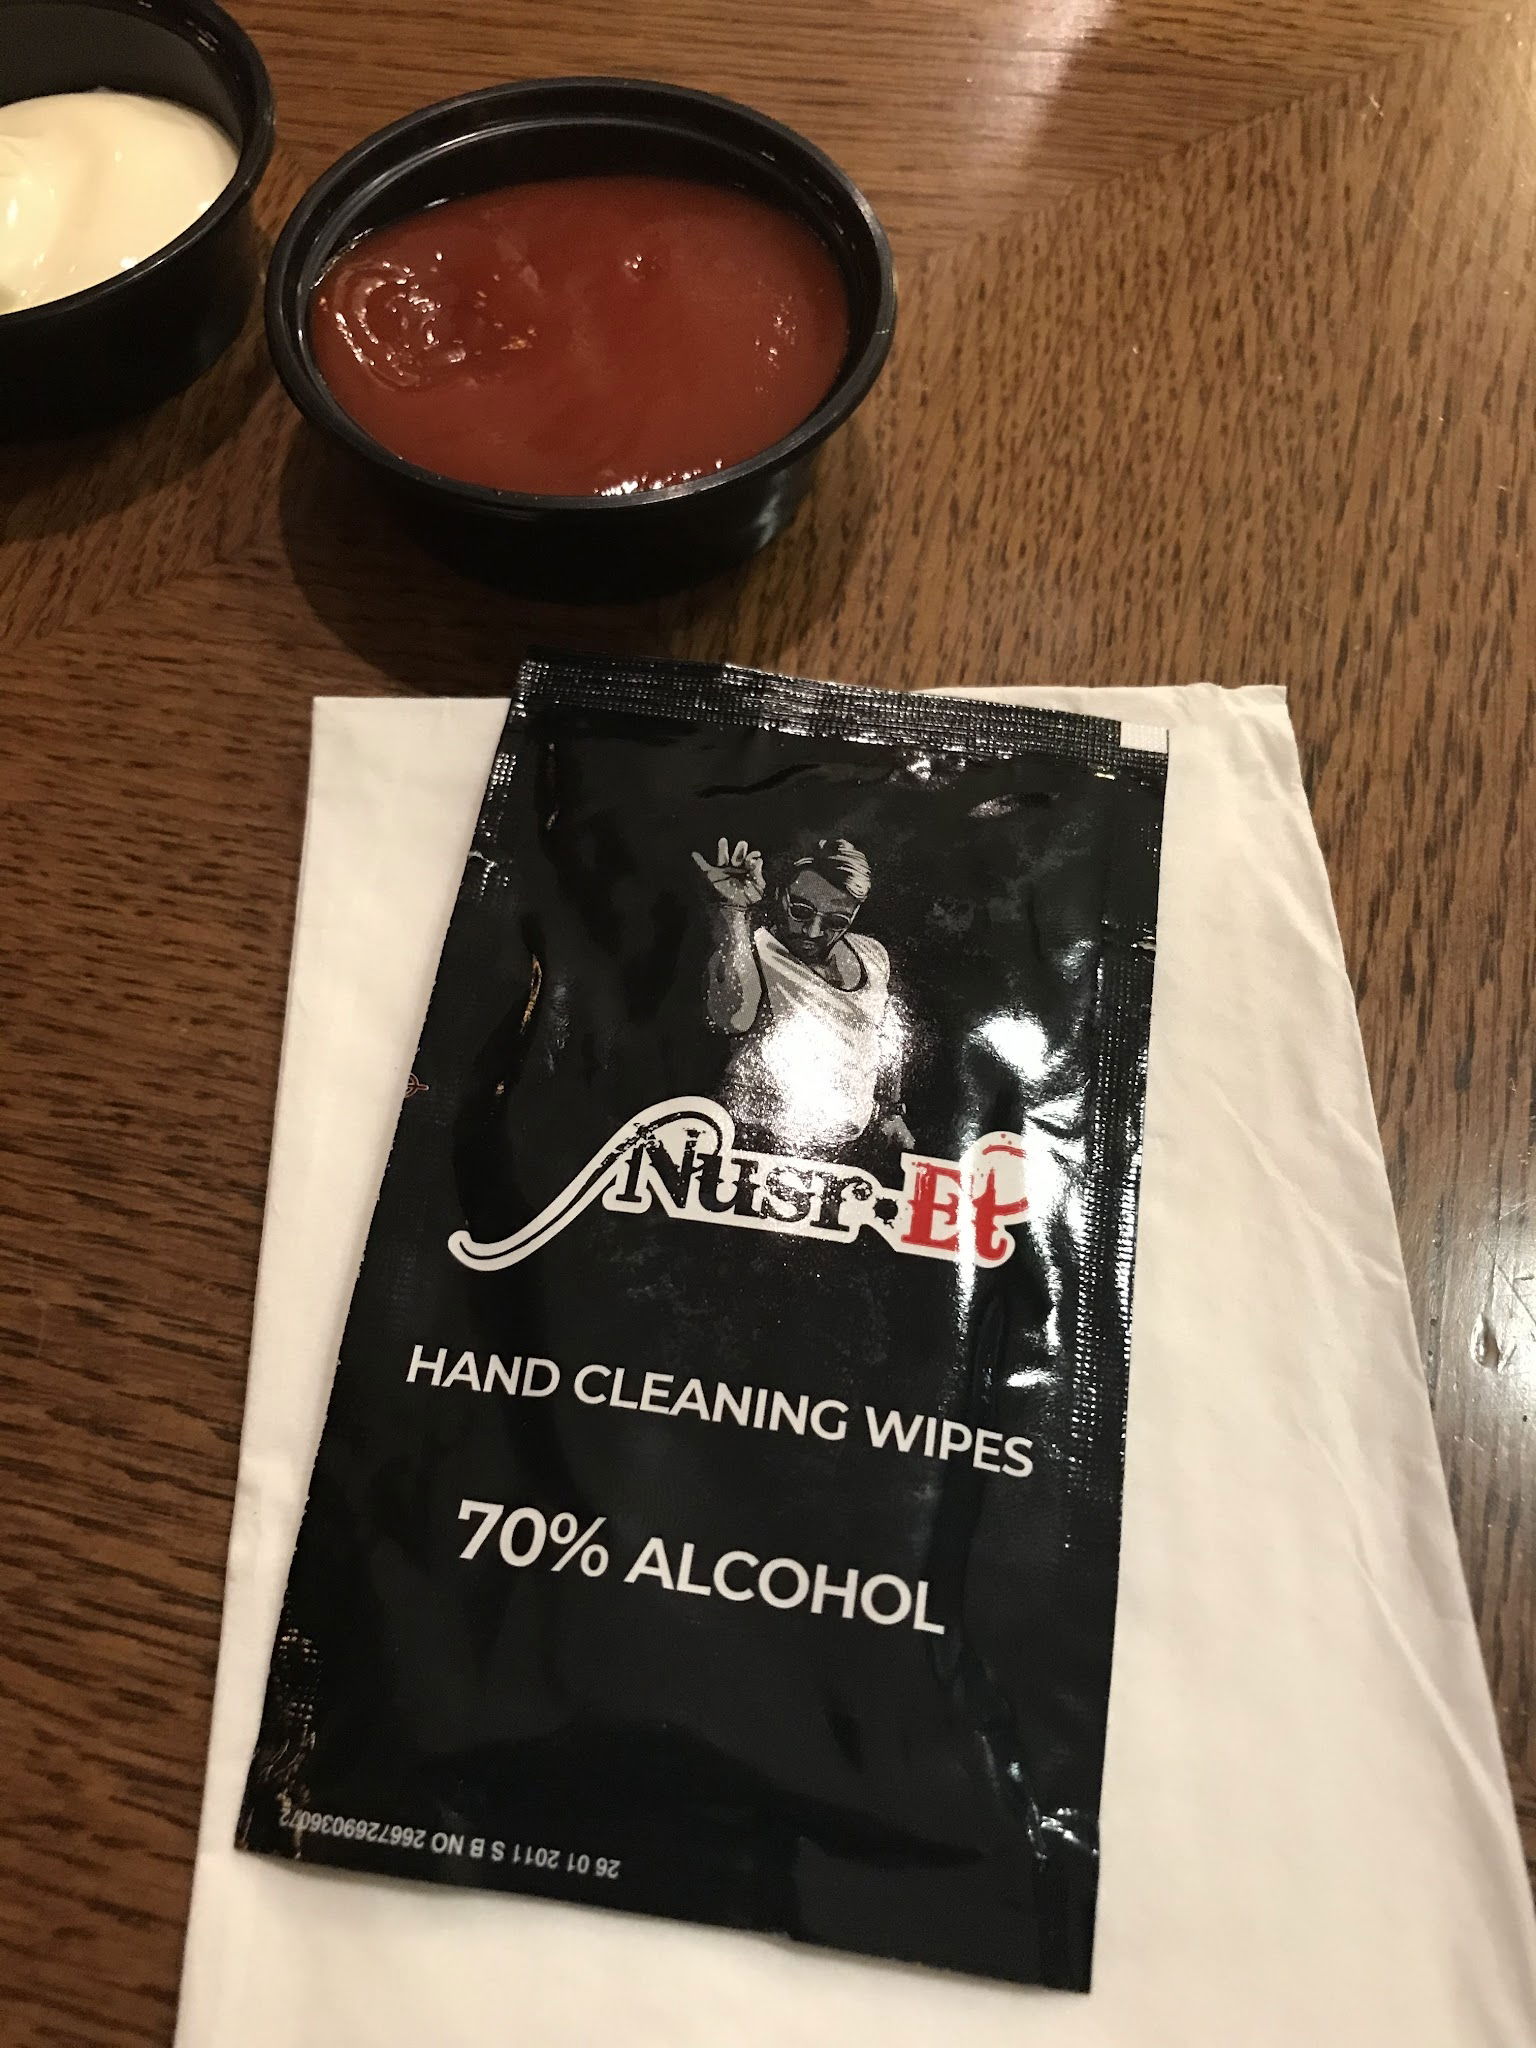 Nusr·Et
HAND CLEANING WIPES
70% ALCOHOL
26 01 2011 S B NO 2667269036072